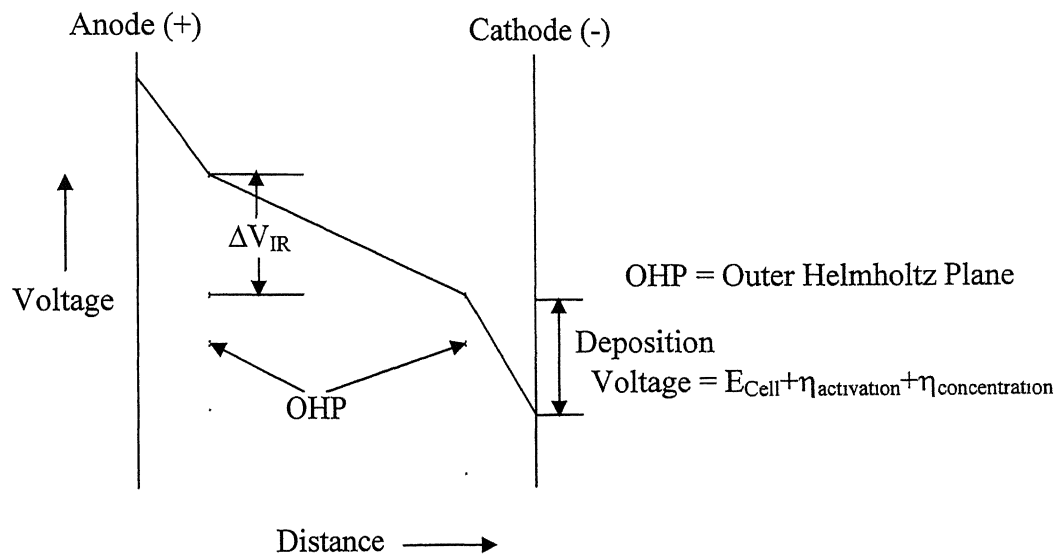 Anode (+)
Cathode (-)
ΔV_IR
Voltage
OHP = Outer Helmholtz Plane
Deposition
Voltage = E_Cell+η_activation+η_concentration
OHP
Distance